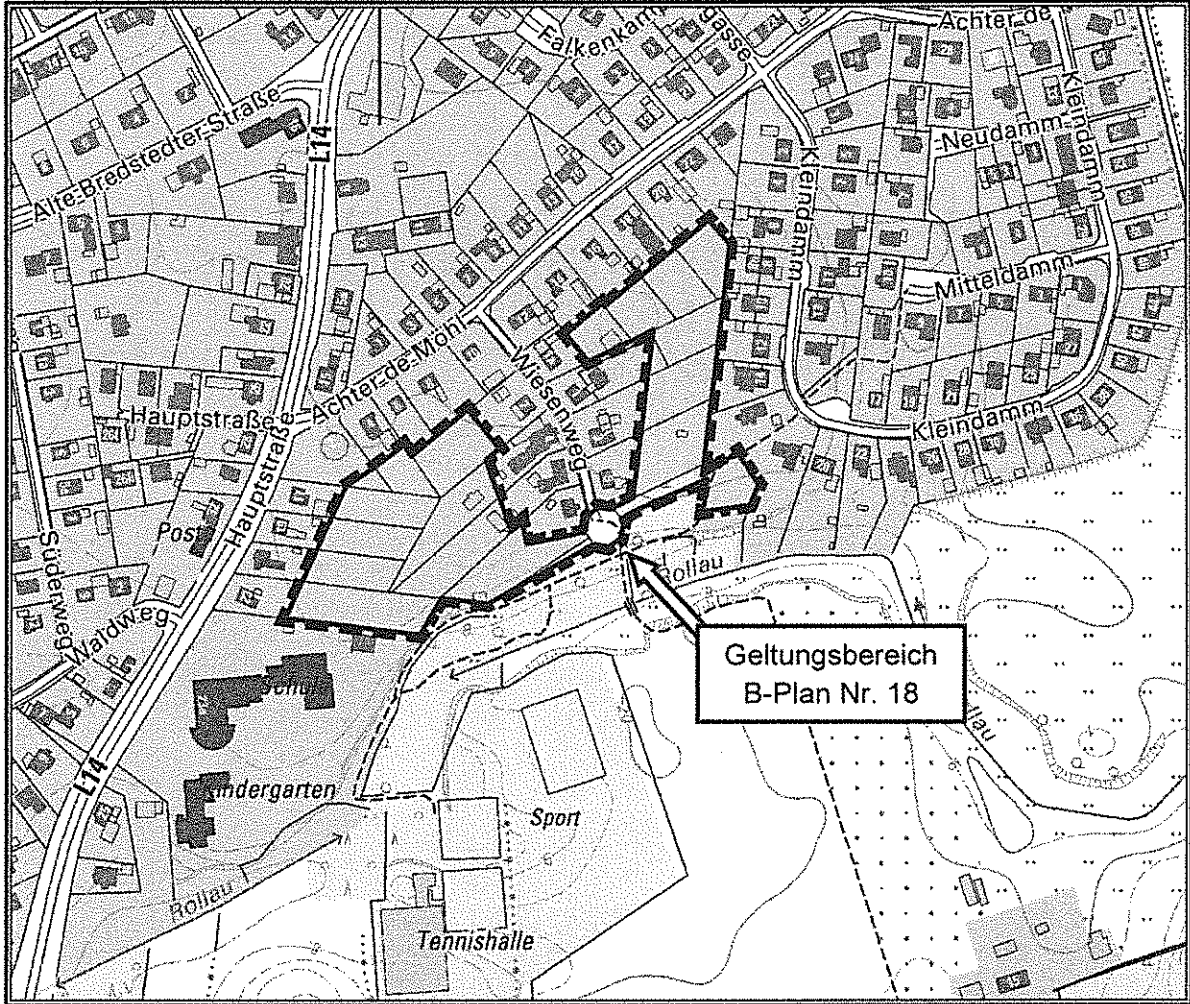 Falkenkamp
gasse
Achter de
Alte-Bredstedter-Straße
L14
Kleindamm
Neudamm
Kleindamm
Mitteldamm
Achter-de-Möhl
Wiesenweg
Hauptstraße
Hauptstraße
Kleindamm
Post
Süderweg
Waldweg
Rollau
Geltungsbereich
B-Plan Nr. 18
Schule
L14
Kindergarten
Sport
Rollau
Tennishalle